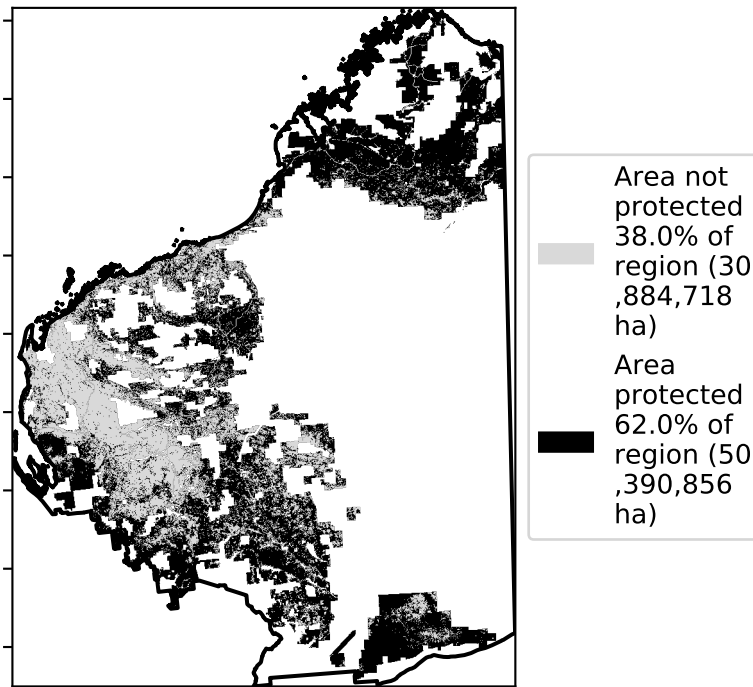 Area not
protected
38.0% of
region (30
,884,718
ha)
Area
protected
62.0% of
region (50
,390,856
ha)